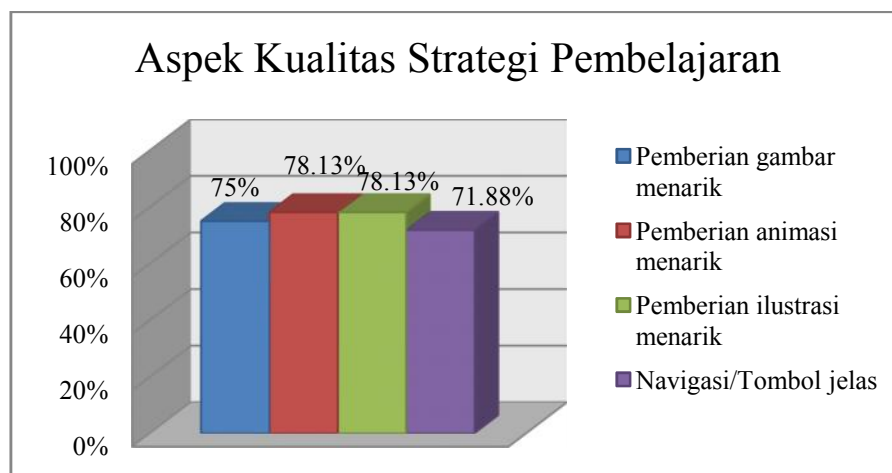 Aspek Kualitas Strategi Pembelajaran
100%
80%
60%
40%
20%
0%
75%
78.13%
78.13%
71.88%
Pemberian gambar
menarik
Pemberian animasi
menarik
Pemberian ilustrasi
menarik
Navigasi/Tombol jelas